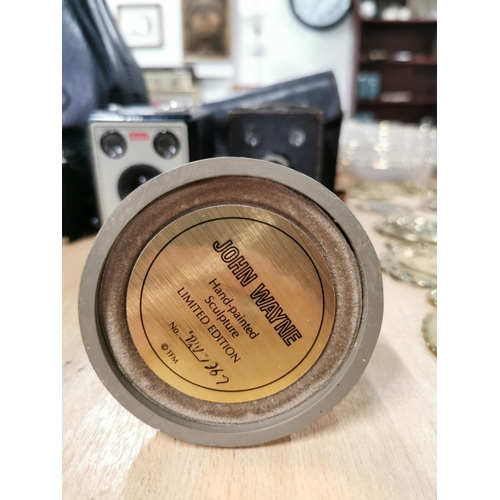 JOHN WAYNE
Hand-painted
Sculpture
LIMITED EDITION
No.
© TFM